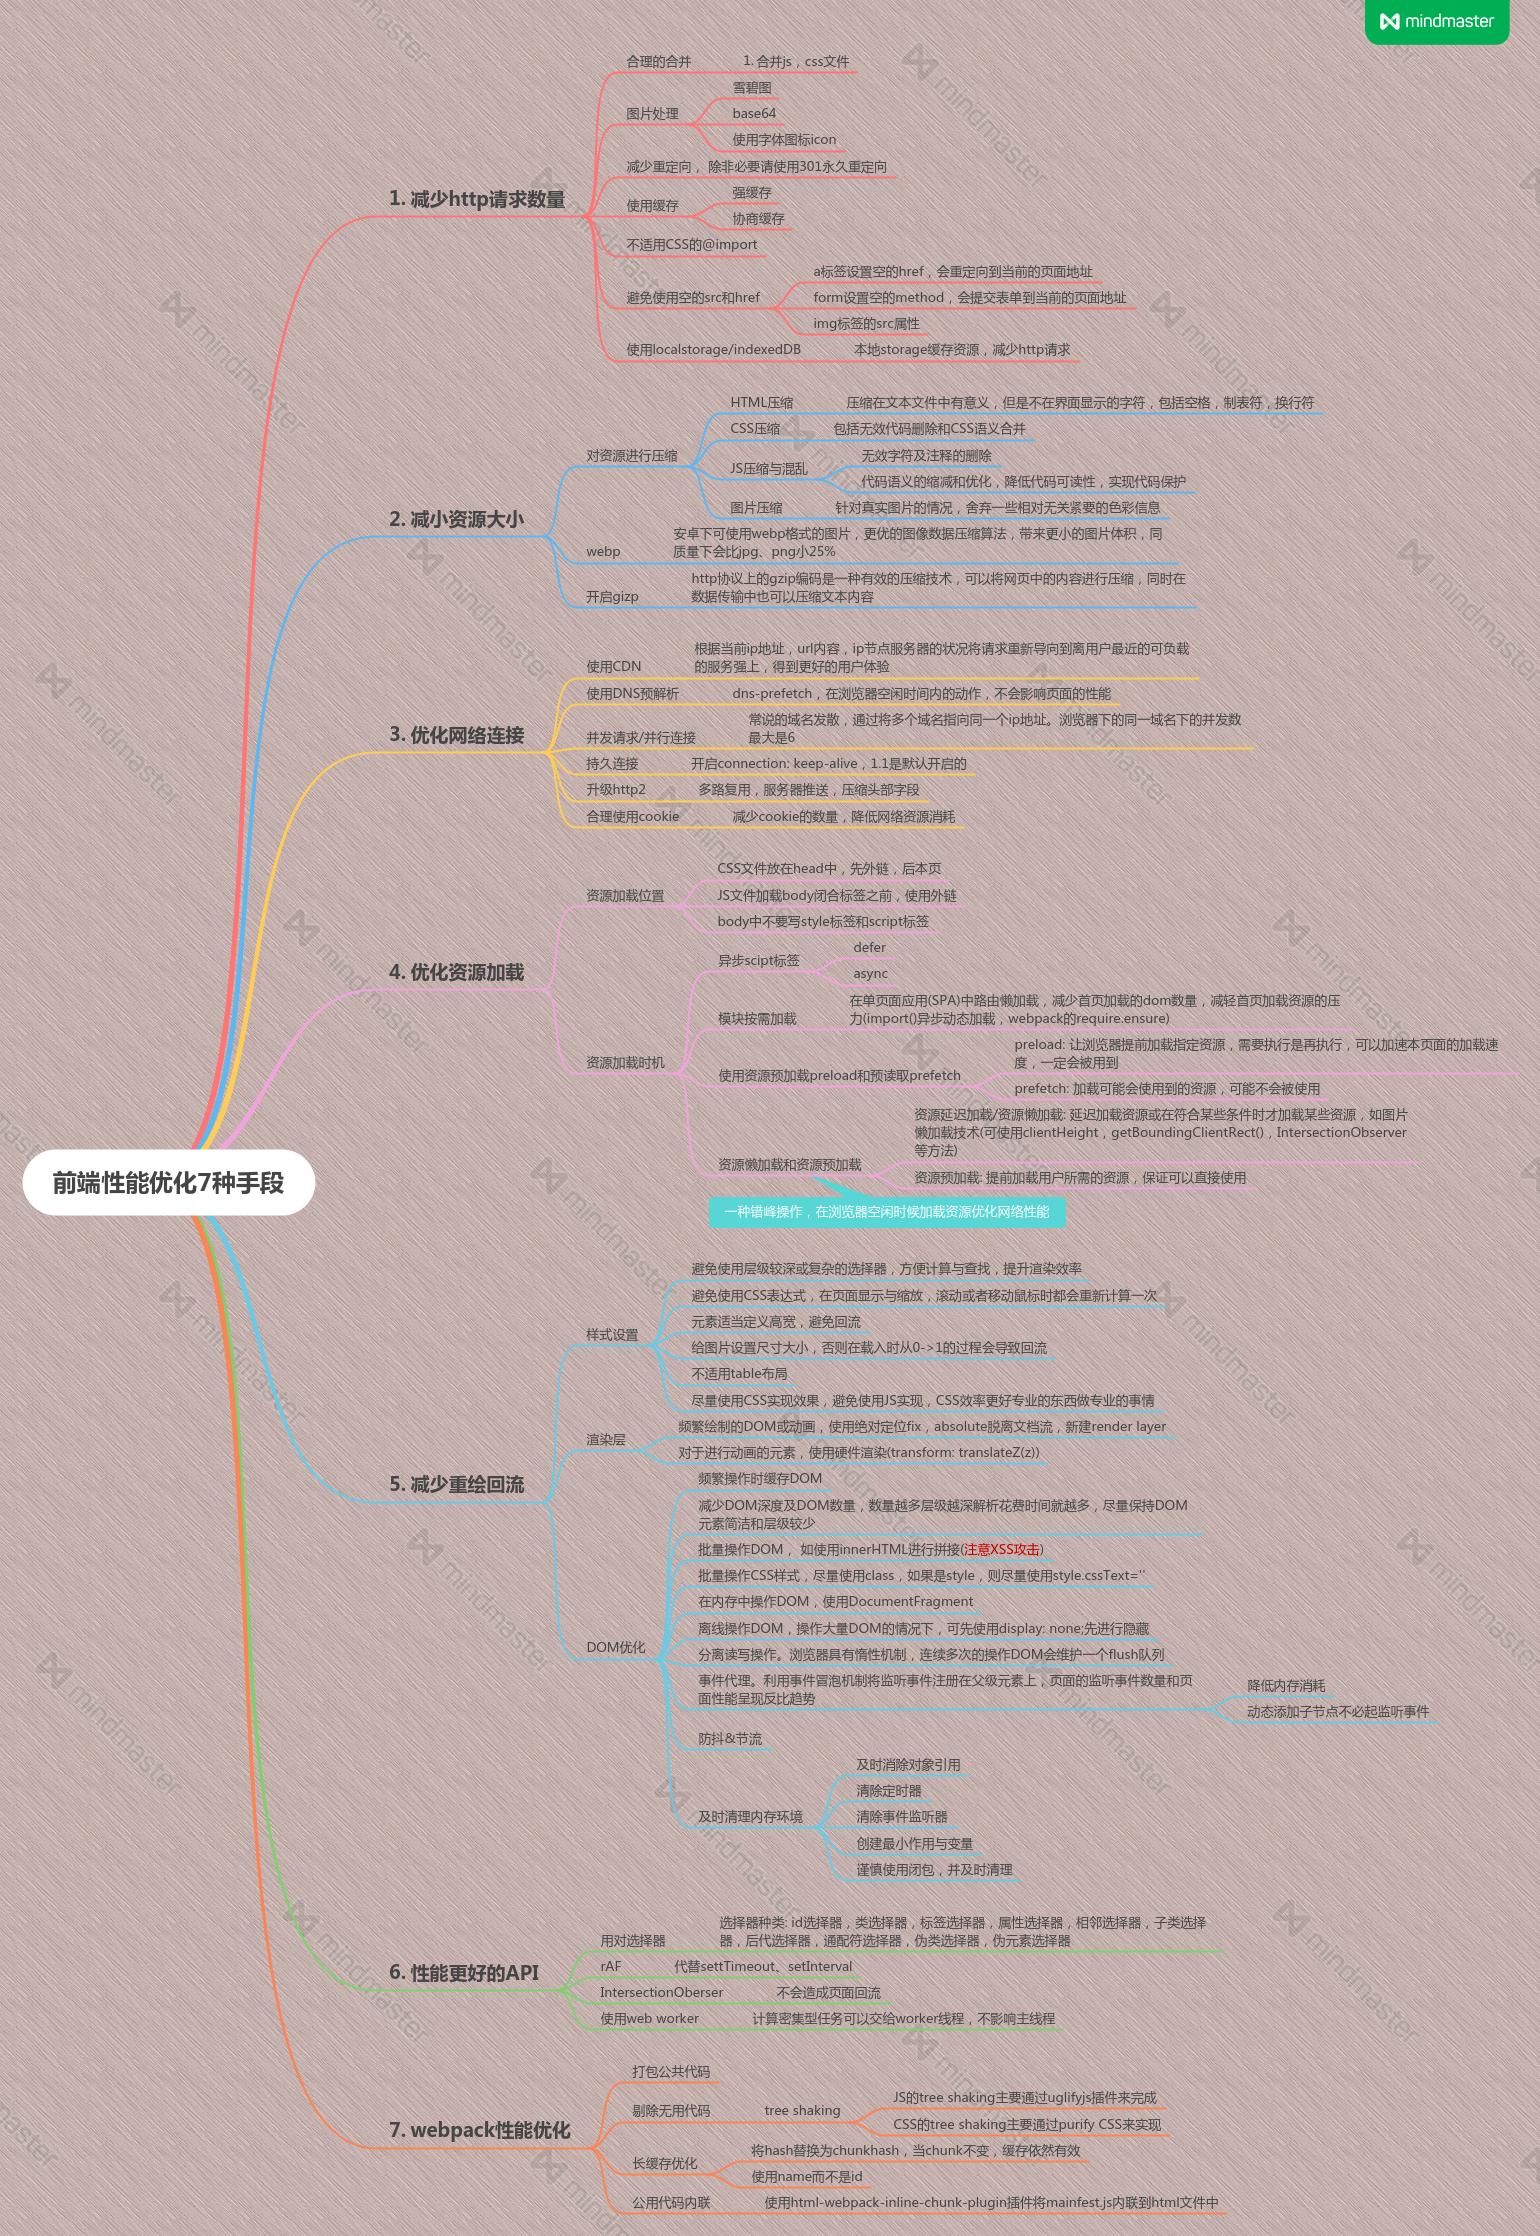 mindmaster
前端性能优化7种手段
1. 减少http请求数量
合理的合并
1. 合并js，css文件
图片处理
雪碧图
base64
使用字体图标icon
减少重定向， 除非必要请使用301永久重定向
使用缓存
强缓存
协商缓存
不适用CSS的@import
避免使用空的src和href
a标签设置空的href，会重定向到当前的页面地址
form设置空的method，会提交表单到当前的页面地址
img标签的src属性
使用localstorage/indexedDB
本地storage缓存资源，减少http请求
2. 减小资源大小
对资源进行压缩
HTML压缩
压缩在文本文件中有意义，但是不在界面显示的字符，包括空格，制表符，换行符
CSS压缩
包括无效代码删除和CSS语义合并
JS压缩与混乱
无效字符及注释的删除
代码语义的缩减和优化，降低代码可读性，实现代码保护
图片压缩
针对真实图片的情况，舍弃一些相对无关紧要的色彩信息
webp
安卓下可使用webp格式的图片，更优的图像数据压缩算法，带来更小的图片体积，同
质量下会比jpg、png小25%
开启gizp
http协议上的gzip编码是一种有效的压缩技术，可以将网页中的内容进行压缩，同时在
数据传输中也可以压缩文本内容
3. 优化网络连接
使用CDN
根据当前ip地址，url内容，ip节点服务器的状况将请求重新导向到离用户最近的可负载
的服务强上，得到更好的用户体验
使用DNS预解析
dns-prefetch，在浏览器空闲时间内的动作，不会影响页面的性能
并发请求/并行连接
常说的域名发散，通过将多个域名指向同一个ip地址。浏览器下的同一域名下的并发数
最大是6
持久连接
开启connection: keep-alive，1.1是默认开启的
升级http2
多路复用，服务器推送，压缩头部字段
合理使用cookie
减少cookie的数量，降低网络资源消耗
4. 优化资源加载
资源加载位置
CSS文件放在head中，先外链，后本页
JS文件加载body闭合标签之前，使用外链
body中不要写style标签和script标签
资源加载时机
异步scipt标签
defer
async
模块按需加载
在单页面应用(SPA)中路由懒加载，减少首页加载的dom数量，减轻首页加载资源的压
力(import()异步动态加载，webpack的require.ensure)
使用资源预加载preload和预读取prefetch
preload: 让浏览器提前加载指定资源，需要执行是再执行，可以加速本页面的加载速
度，一定会被用到
prefetch: 加载可能会使用到的资源，可能不会被使用
资源懒加载和资源预加载
资源延迟加载/资源懒加载: 延迟加载资源或在符合某些条件时才加载某些资源，如图片
懒加载技术(可使用clientHeight，getBoundingClientRect()，IntersectionObserver
等方法)
资源预加载: 提前加载用户所需的资源，保证可以直接使用
一种错峰操作，在浏览器空闲时候加载资源优化网络性能
5. 减少重绘回流
样式设置
避免使用层级较深或复杂的选择器，方便计算与查找，提升渲染效率
避免使用CSS表达式，在页面显示与缩放，滚动或者移动鼠标时都会重新计算一次
元素适当定义高宽，避免回流
给图片设置尺寸大小，否则在载入时从0->1的过程会导致回流
不适用table布局
尽量使用CSS实现效果，避免使用JS实现，CSS效率更好专业的东西做专业的事情
渲染层
频繁绘制的DOM或动画，使用绝对定位fix，absolute脱离文档流，新建render layer
对于进行动画的元素，使用硬件渲染(transform: translateZ(z))
DOM优化
频繁操作时缓存DOM
减少DOM深度及DOM数量，数量越多层级越深解析花费时间就越多，尽量保持DOM
元素简洁和层级较少
批量操作DOM， 如使用innerHTML进行拼接(注意XSS攻击)
批量操作CSS样式，尽量使用class，如果是style，则尽量使用style.cssText=''
在内存中操作DOM，使用DocumentFragment
离线操作DOM，操作大量DOM的情况下，可先使用display: none;先进行隐藏
分离读写操作。浏览器具有惰性机制，连续多次的操作DOM会维护一个flush队列
事件代理。利用事件冒泡机制将监听事件注册在父级元素上，页面的监听事件数量和页
面性能呈现反比趋势
降低内存消耗
动态添加子节点不必起监听事件
防抖&节流
及时清理内存环境
及时消除对象引用
清除定时器
清除事件监听器
创建最小作用与变量
谨慎使用闭包，并及时清理
6. 性能更好的API
用对选择器
选择器种类: id选择器，类选择器，标签选择器，属性选择器，相邻选择器，子类选择
器，后代选择器，通配符选择器，伪类选择器，伪元素选择器
rAF
代替settTimeout、setInterval
IntersectionOberser
不会造成页面回流
使用web worker
计算密集型任务可以交给worker线程，不影响主线程
7. webpack性能优化
打包公共代码
剔除无用代码
tree shaking
JS的tree shaking主要通过uglifyjs插件来完成
CSS的tree shaking主要通过purify CSS来实现
长缓存优化
将hash替换为chunkhash，当chunk不变，缓存依然有效
使用name而不是id
公用代码内联
使用html-webpack-inline-chunk-plugin插件将mainfest.js内联到html文件中